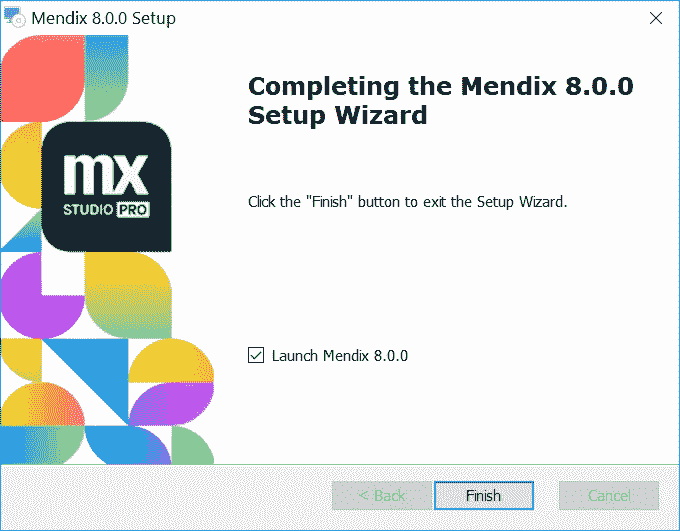 Mendix 8.0.0 Setup
Completing the Mendix 8.0.0
Setup Wizard
mx
STUDIO PRO
Click the "Finish" button to exit the Setup Wizard.
Launch Mendix 8.0.0
< Back
Finish
Cancel